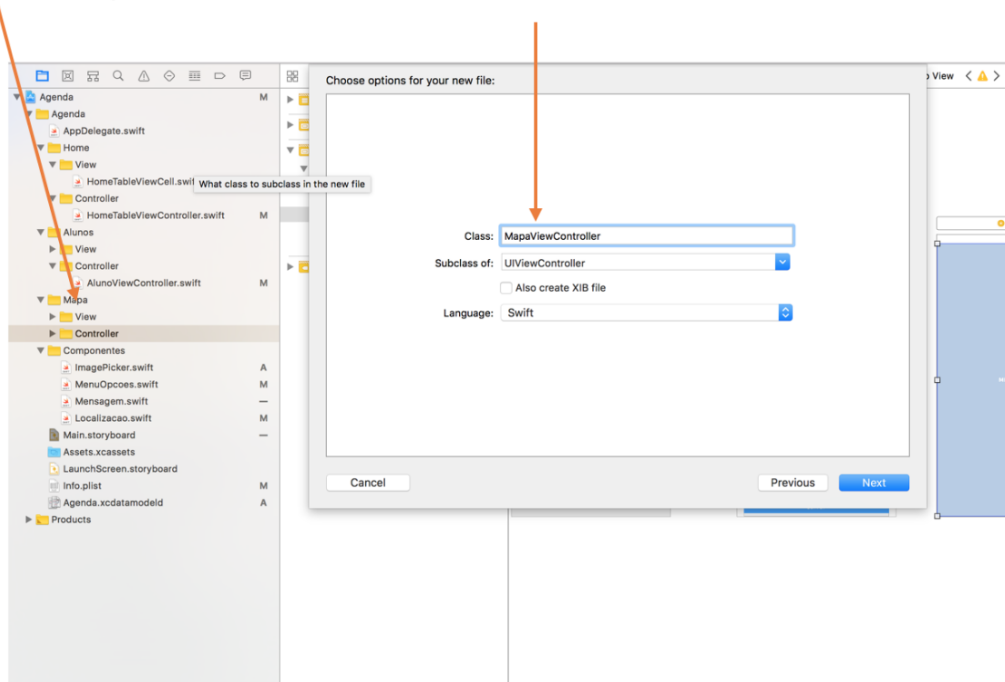 Agenda M
Agenda
AppDelegate.swift
Home
View
HomeTableViewCell.swif
What class to subclass in the new file
Controller
HomeTableViewController.swift M
Alunos
View
Controller
AlunoViewController.swift M
Mapa
View
Controller
Componentes
ImagePicker.swift A
MenuOpcoes.swift M
Mensagem.swift —
Localizacao.swift M
Main.storyboard —
Assets.xcassets
LaunchScreen.storyboard
Info.plist M
Agenda.xcdatamodeld A
Products
Choose options for your new file:
Class: MapaViewController
Subclass of: UIViewController
Also create XIB file
Language: Swift
Cancel Previous Next
View